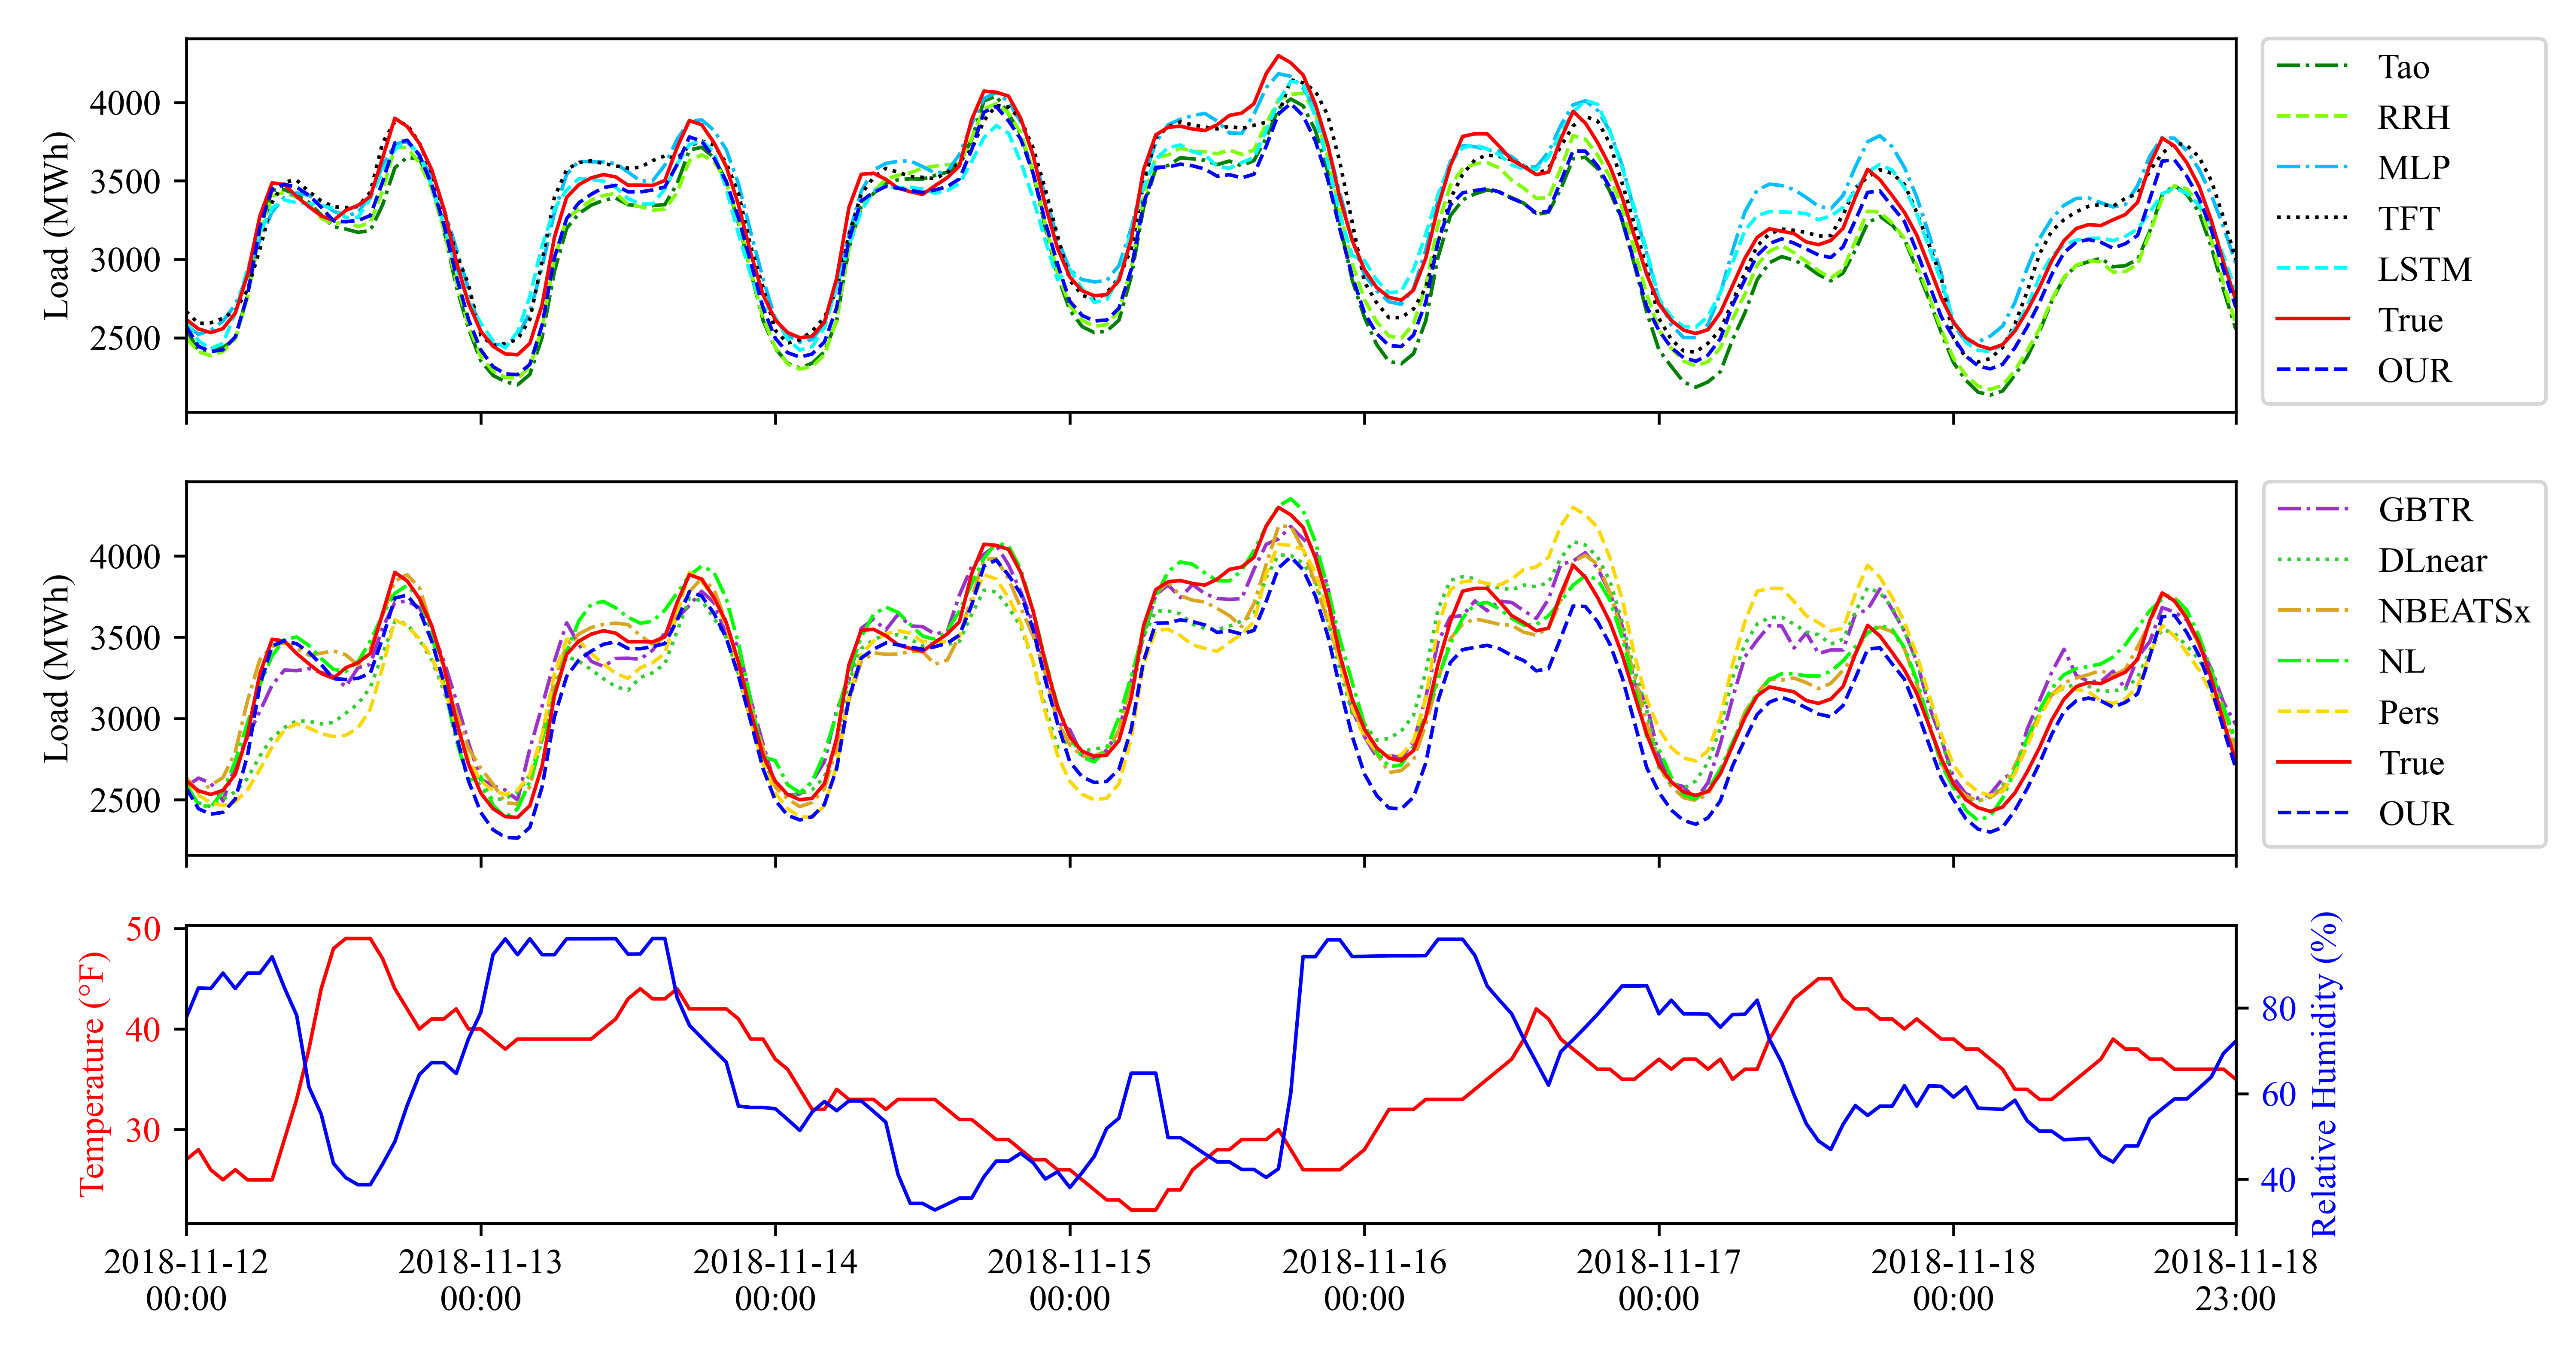 Load (MWh)
4000
3500
3000
2500
Tao
RRH
MLP
TFT
LSTM
True
OUR
Load (MWh)
4000
3500
3000
2500
GBTR
DLnear
NBEATSx
NL
Pers
True
OUR
Temperature (°F)
50
40
30
Relative Humidity (%)
80
60
40
2018-11-12 2018-11-13 2018-11-14 2018-11-15 2018-11-16 2018-11-17 2018-11-18 2018-11-18
00:00 00:00 00:00 00:00 00:00 00:00 00:00 23:00